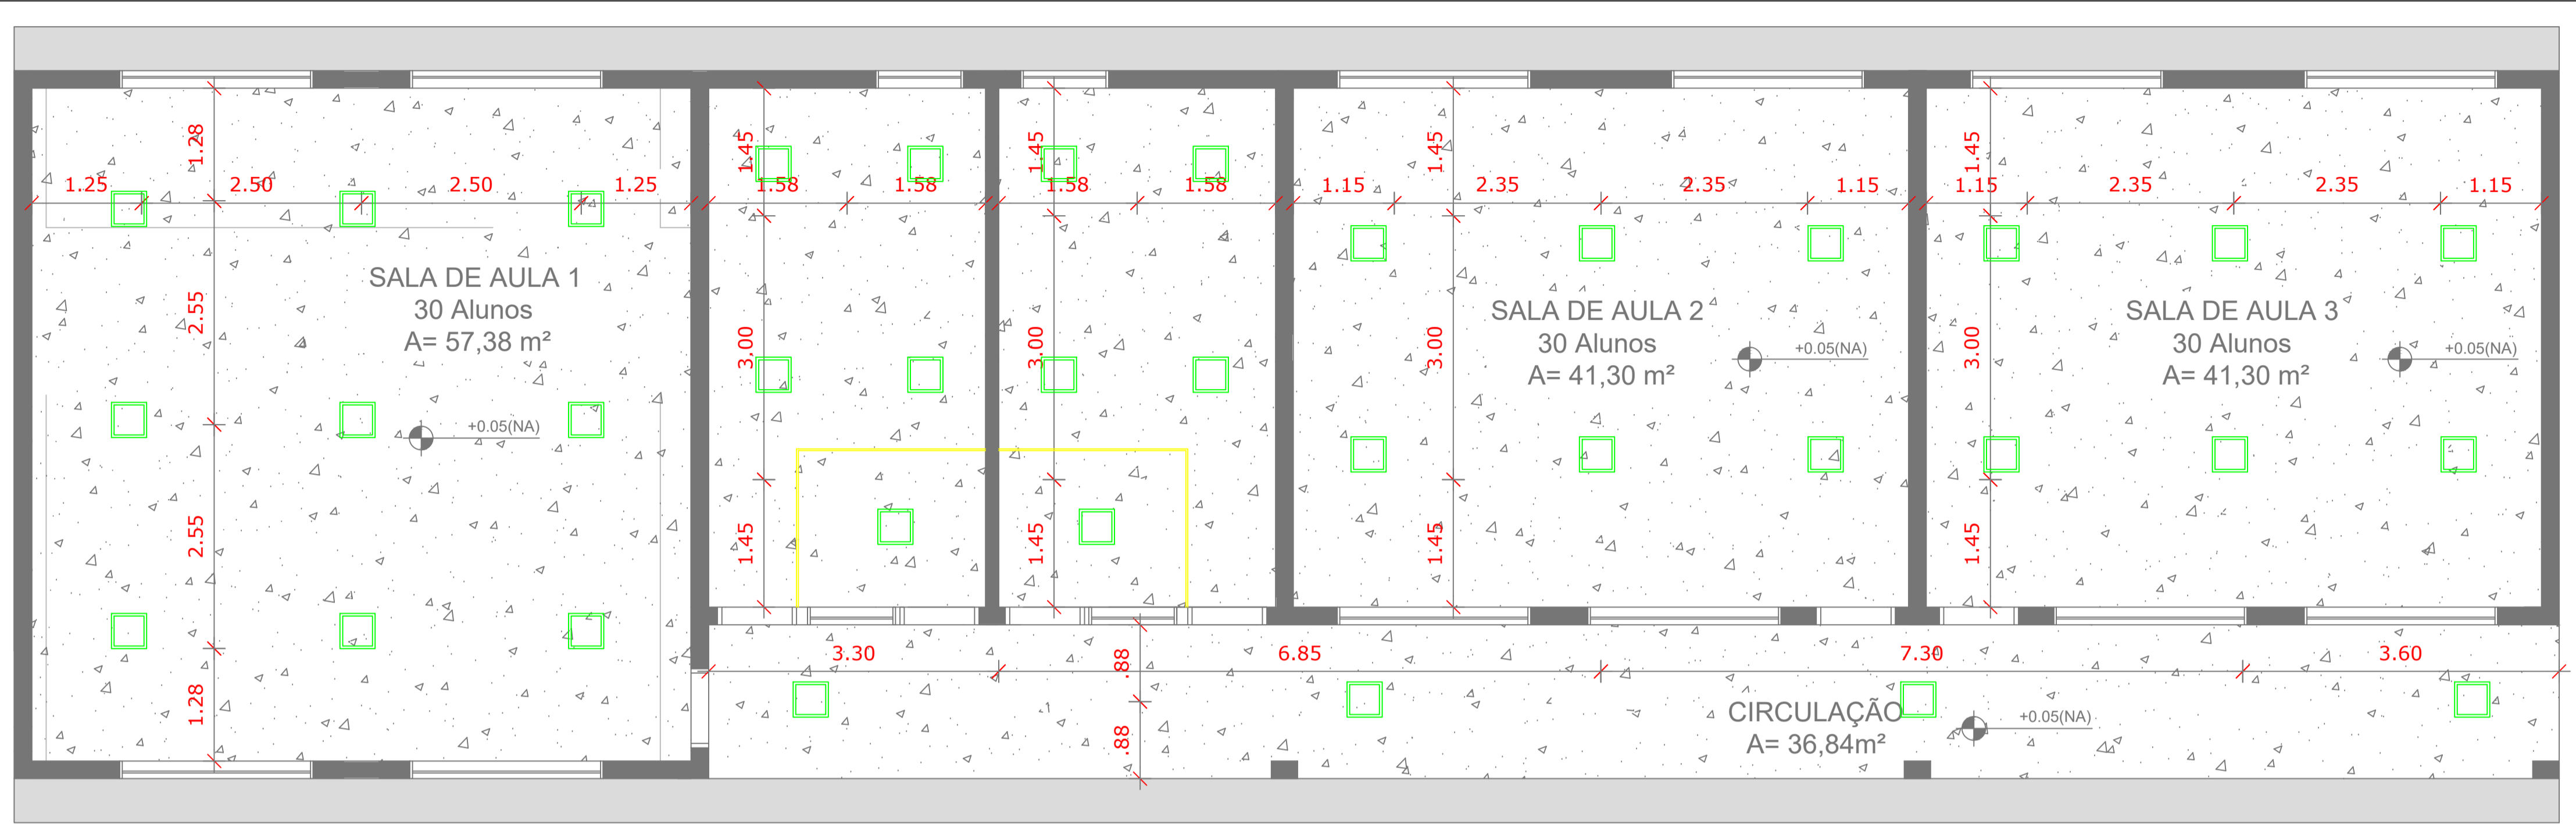 1.28
1.45
1.45
1.45
1.45
1.25
2.50
2.50
1.25
1.58
1.58
1.58
1.58
1.15
2.35
2.35
1.15
1.15
2.35
2.35
1.15
SALA DE AULA 1
30 Alunos
A= 57,38 m²
2.55
3.00
3.00
SALA DE AULA 2
30 Alunos
A= 41,30 m²
3.00
+0.05(NA)
3.00
SALA DE AULA 3
30 Alunos
A= 41,30 m²
+0.05(NA)
+0.05(NA)
2.55
1.45
1.45
1.45
1.45
1.28
3.30
.88
6.85
7.30
3.60
.88
CIRCULAÇÃO
A= 36,84m²
+0.05(NA)